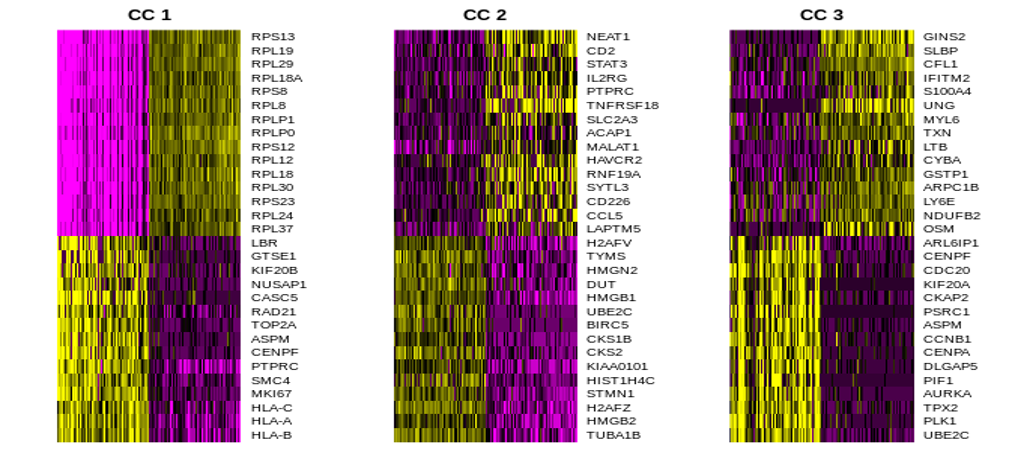 CC 1
RPS13
RPL19
RPL29
RPL18A
RPS8
RPL8
RPLP1
RPLP0
RPS12
RPL12
RPL18
RPL30
RPS23
RPL24
RPL37
LBR
GTSE1
KIF20B
NUSAP1
CASC5
RAD21
TOP2A
ASPM
CENPF
PTPRC
SMC4
MKI67
HLA-C
HLA-A
HLA-B
CC 2
NEAT1
CD2
STAT3
IL2RG
PTPRC
TNFRSF18
SLC2A3
ACAP1
MALAT1
HAVCR2
RNF19A
SYTL3
CD226
CCL5
LAPTM5
H2AFV
TYMS
HMGN2
DUT
HMGB1
UBE2C
BIRC5
CKS1B
CKS2
KIAA0101
HIST1H4C
STMN1
H2AFZ
HMGB2
TUBA1B
CC 3
GINS2
SLBP
CFL1
IFITM2
S100A4
UNG
MYL6
TXN
LTB
CYBA
GSTP1
ARPC1B
LY6E
NDUFB2
OSM
ARL6IP1
CENPF
CDC20
KIF20A
CKAP2
PSRC1
ASPM
CCNB1
CENPA
DLGAP5
PIF1
AURKA
TPX2
PLK1
UBE2C